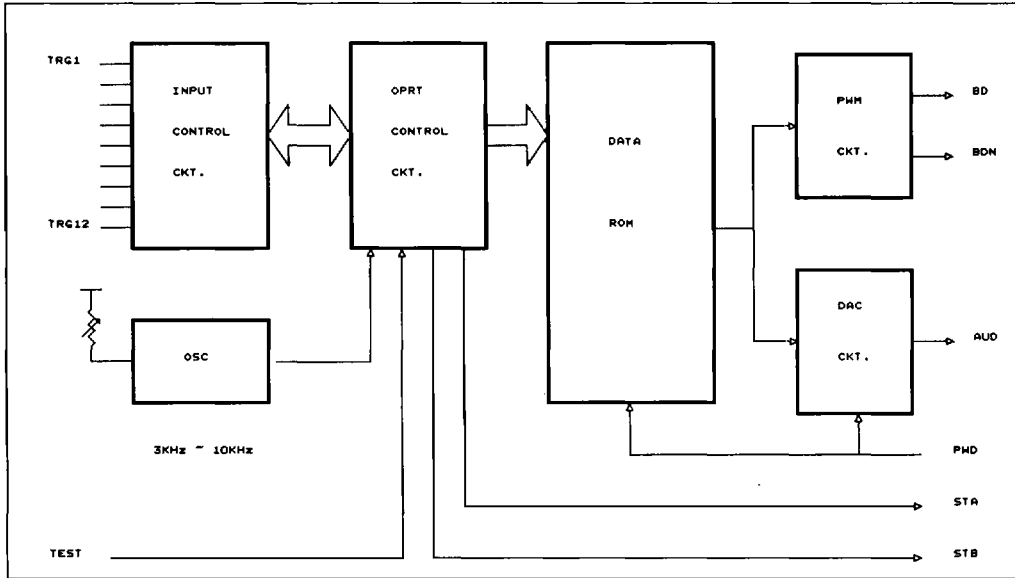 TRG1
TRG12
INPUT
CONTROL
CKT.
OPRT
CONTROL
CKT.
DATA
ROM
PWM
CKT.
BD
BDN
OSC
3KHz ~ 10KHz
DAC
CKT.
AUD
PWD
STA
TEST
STB